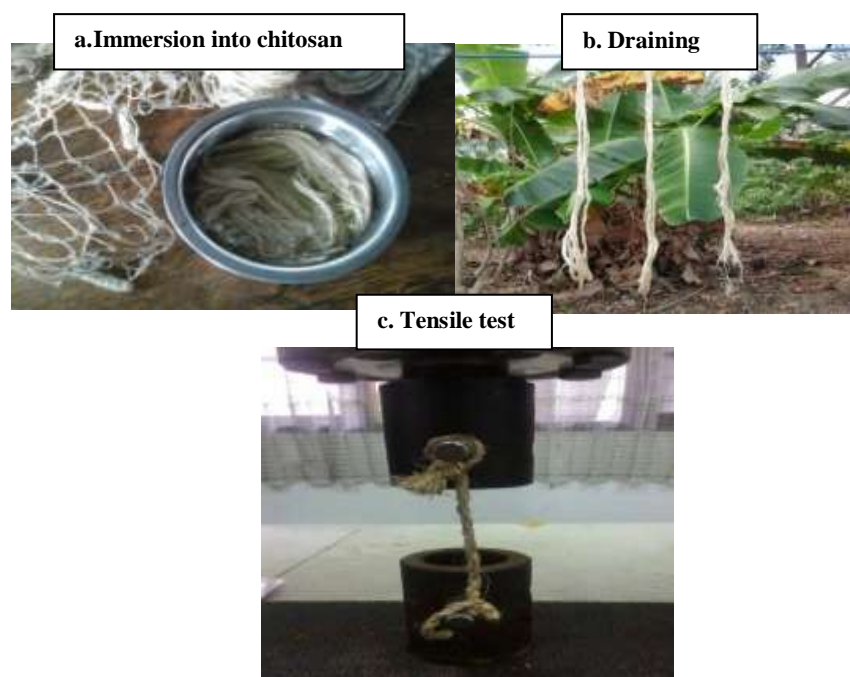 a.Immersion into chitosan
b. Draining
c. Tensile test